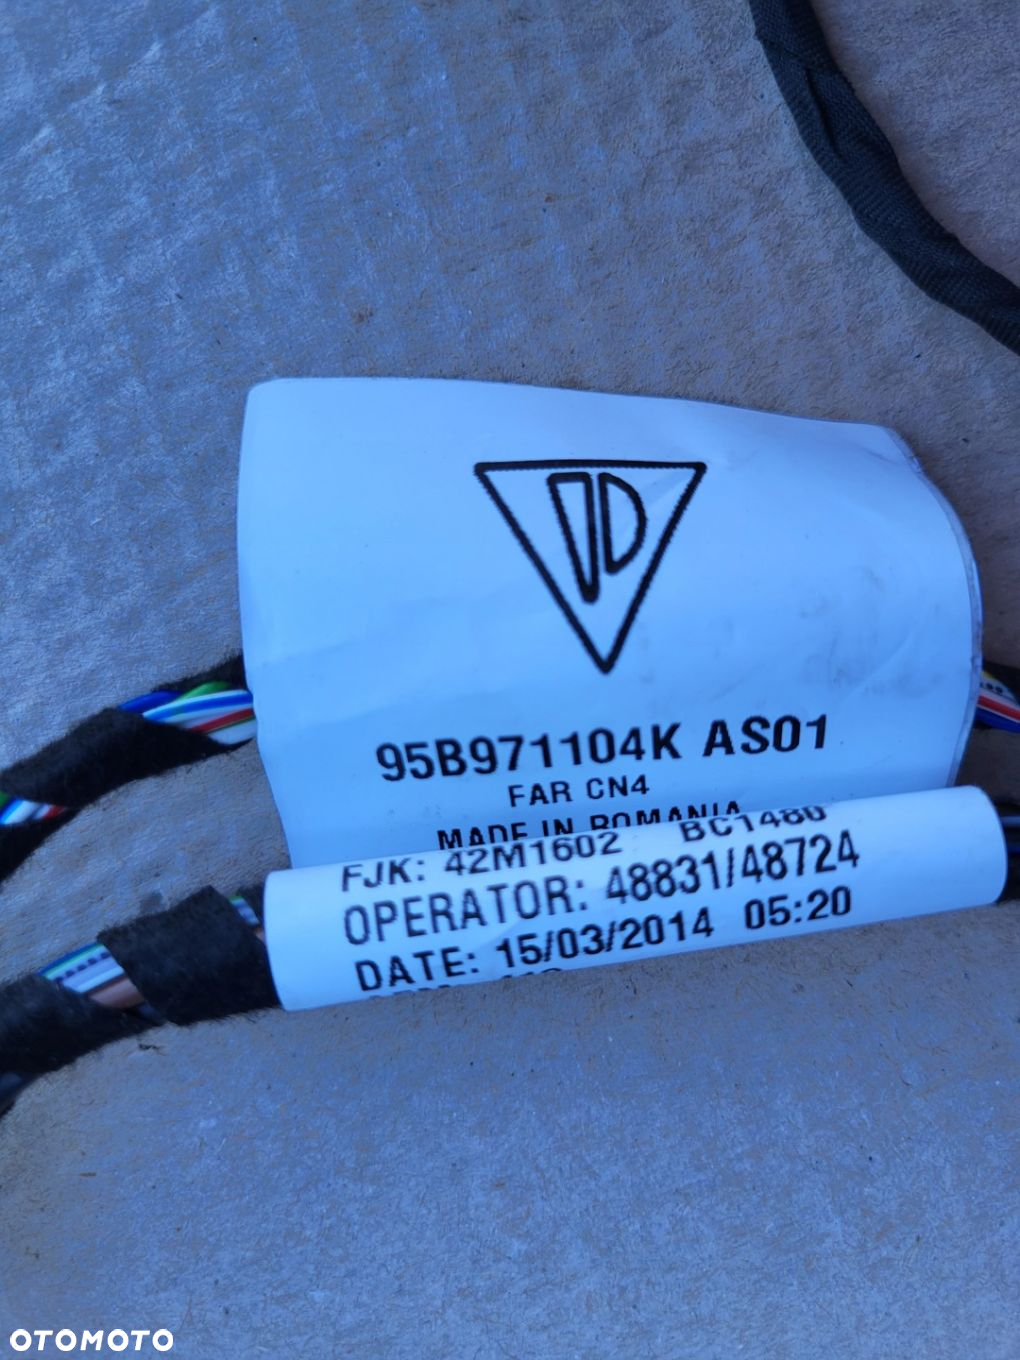 95B971104K AS01
FAR CN4
MADE IN ROMANIA
FJK: 42M1602 BC1480
OPERATOR: 48831/48724
DATE: 15/03/2014 05:20
OTOMOTO